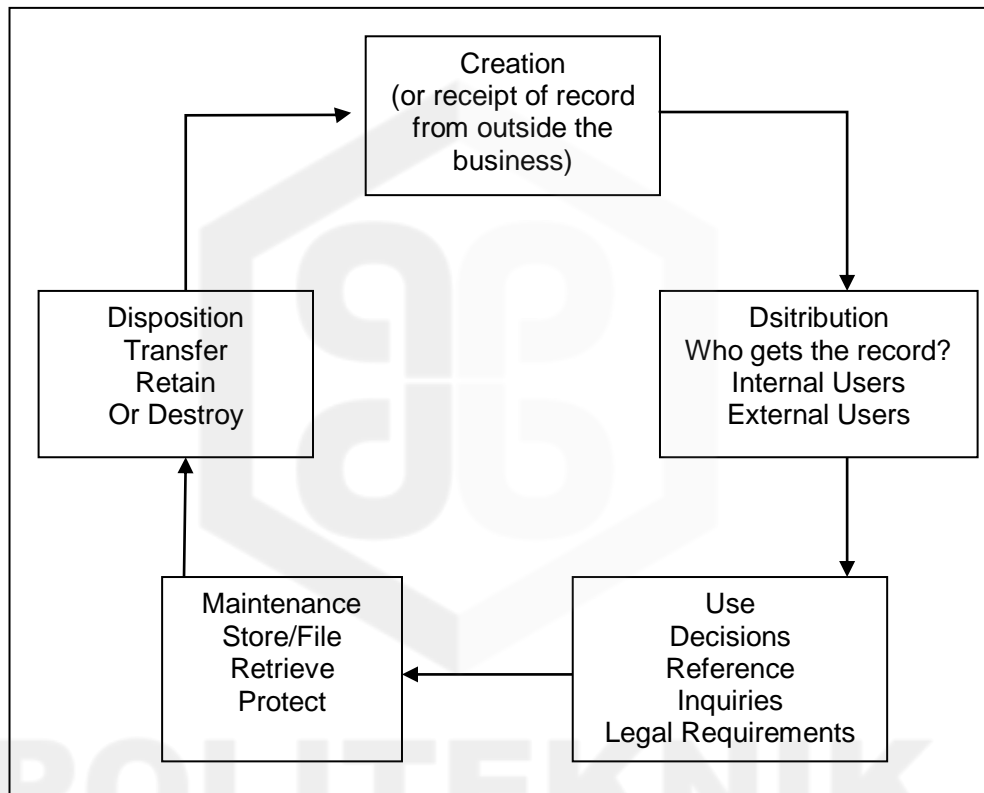 Creation
(or receipt of record
from outside the
business)
Dsitribution
Who gets the record?
Internal Users
External Users
Use
Decisions
Reference
Inquiries
Legal Requirements
Maintenance
Store/File
Retrieve
Protect
Disposition
Transfer
Retain
Or Destroy
POLITEKNIK